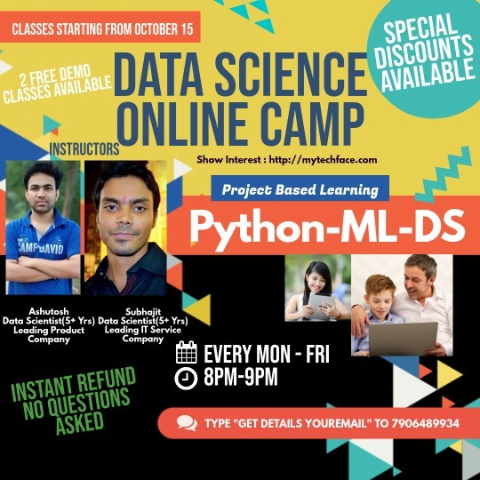 CLASSES STARTING FROM OCTOBER 15
SPECIAL
DISCOUNTS
AVAILABLE
2 FREE DEMO
CLASSES AVAILABLE
DATA SCIENCE
ONLINE CAMP
INSTRUCTORS
Show Interest : http://mytechface.com
Project Based Learning
Python-ML-DS
CAMP DAVID
Ashutosh
Data Scientist(5+ Yrs)
Leading Product
Company
Subhajit
Data Scientist(5+ Yrs)
Leading IT Service
Company
EVERY MON - FRI
8PM-9PM
INSTANT REFUND
NO QUESTIONS
ASKED
TYPE "GET DETAILS YOUREMAIL" TO 7906489934